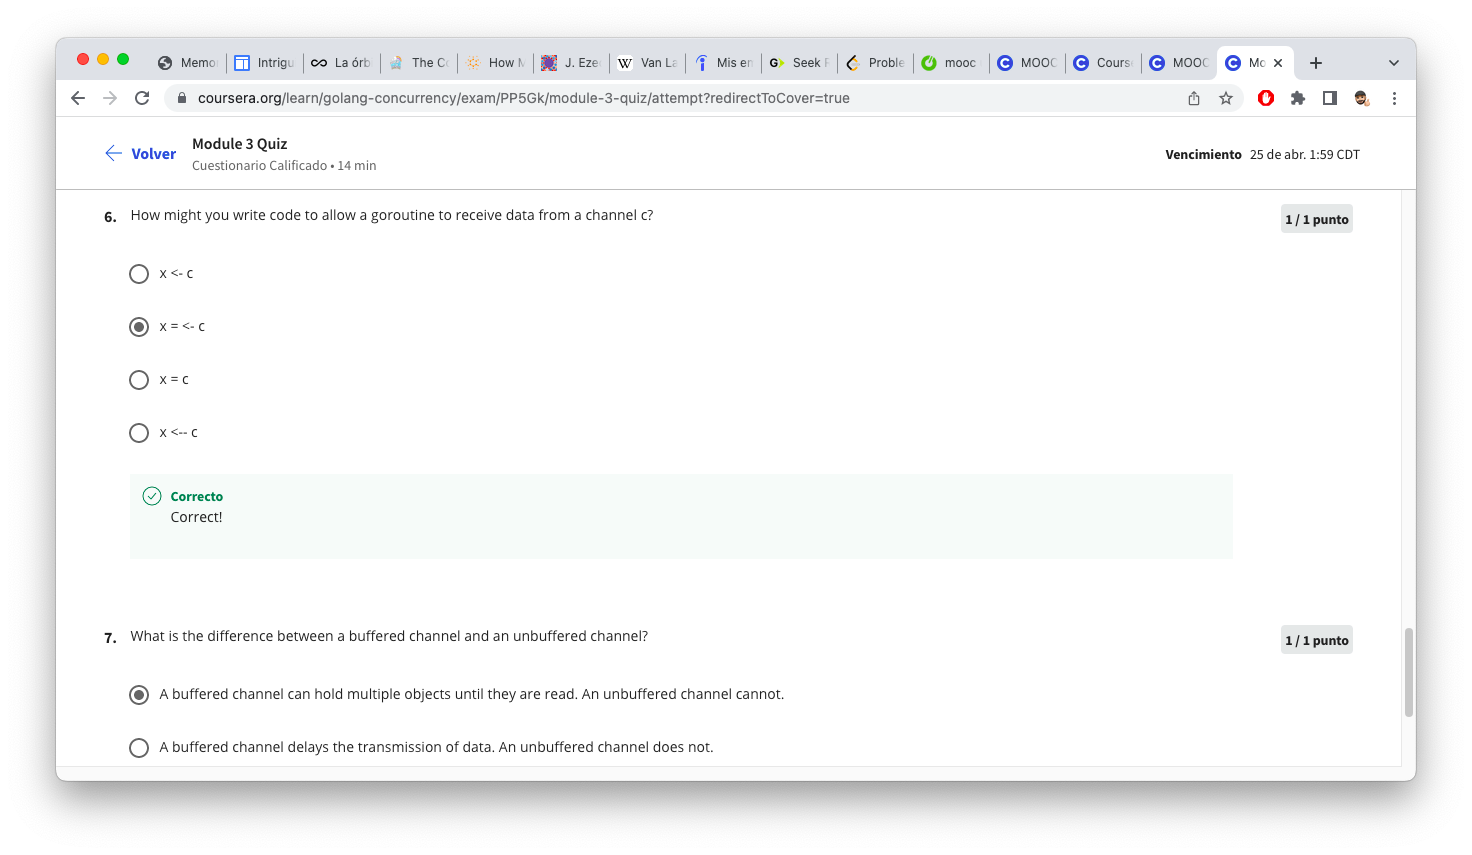 Memo
Intrigu
La órb
The Co
How M
J. Eze
Van La
Mis en
Seek
Proble
mooc
MOOC
Cours
MOOC
Mo
coursera.org/learn/golang-concurrency/exam/PP5Gk/module-3-quiz/attempt?redirectToCover=true
Volver
Module 3 Quiz
Cuestionario Calificado • 14 min
Vencimiento 25 de abr. 1:59 CDT
6. How might you write code to allow a goroutine to receive data from a channel c?
1 / 1 punto
x <- c
x = <- c
x = c
x <-- c
Correcto
Correct!
7. What is the difference between a buffered channel and an unbuffered channel?
1 / 1 punto
A buffered channel can hold multiple objects until they are read. An unbuffered channel cannot.
A buffered channel delays the transmission of data. An unbuffered channel does not.